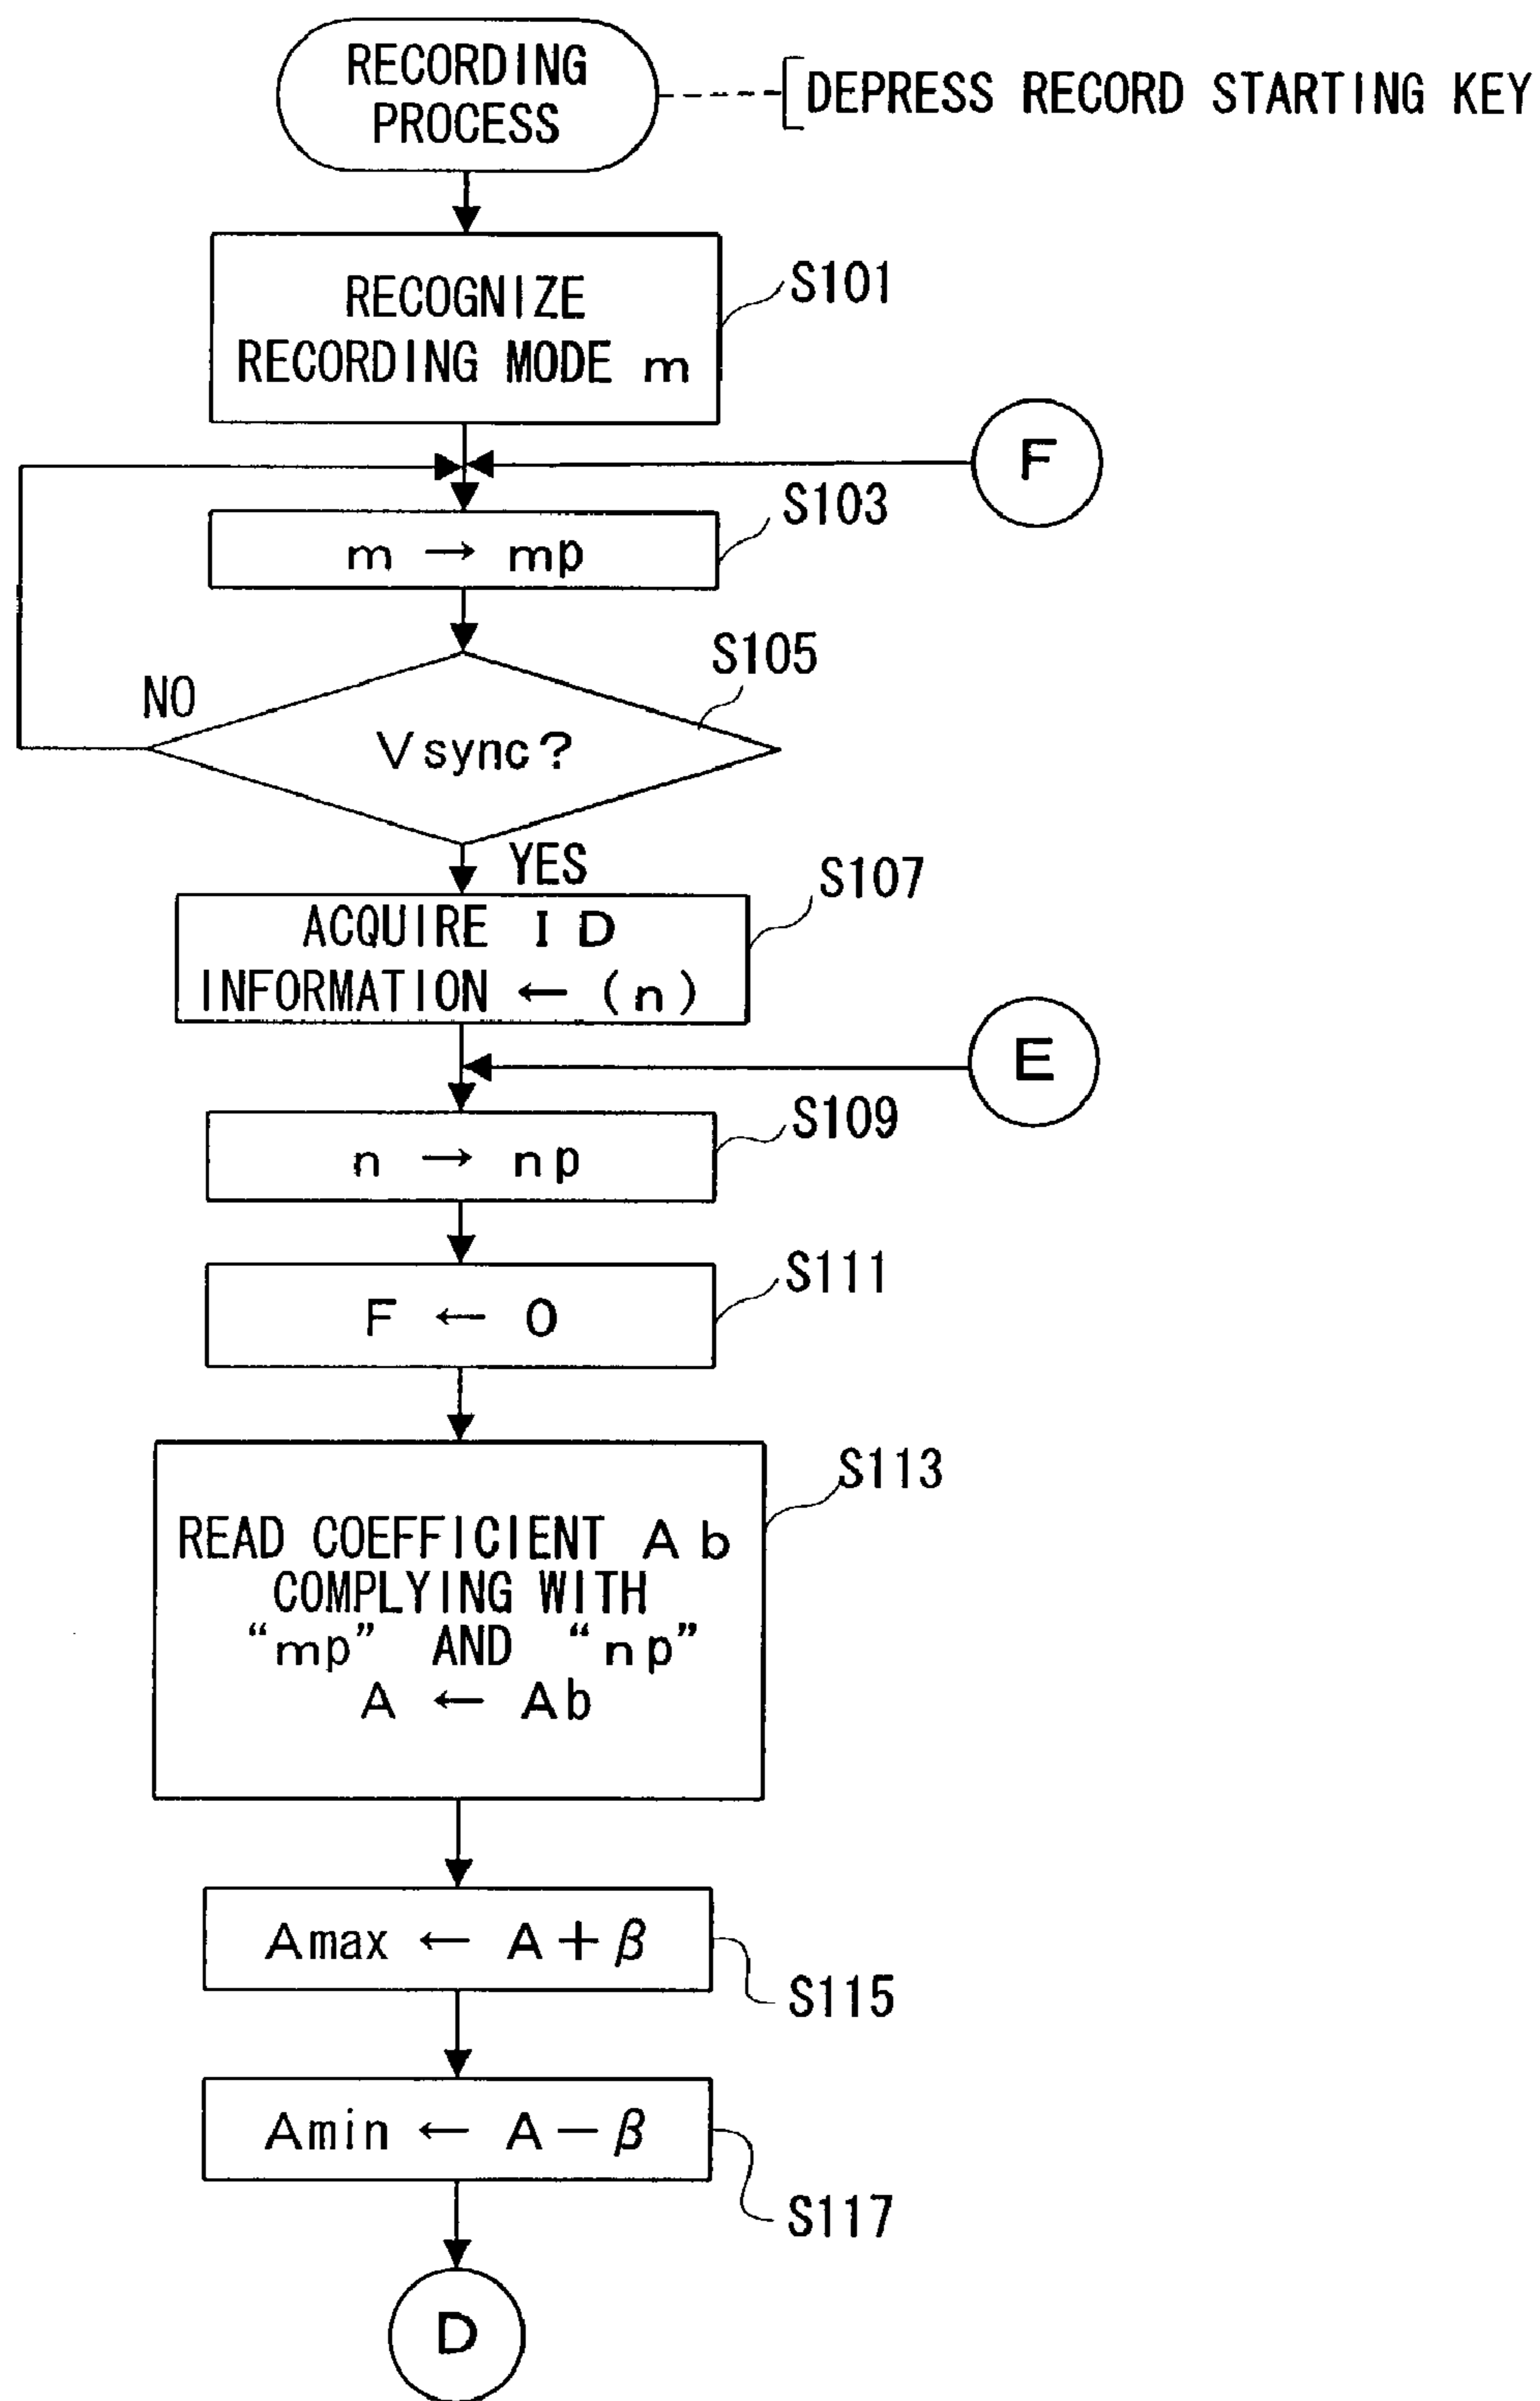 RECORDING
PROCESS
DEPRESS RECORD STARTING KEY
RECOGNIZE
RECORDING MODE m
S101
F
m → mp
S103
Vsync?
S105
NO
YES
ACQUIRE ID
INFORMATION ← (n)
S107
E
n → np
S109
F ← 0
S111
READ COEFFICIENT Ab
COMPLYING WITH
“mp” AND “np”
A ← Ab
S113
Amax ← A+β
S115
Amin ← A−β
S117
D